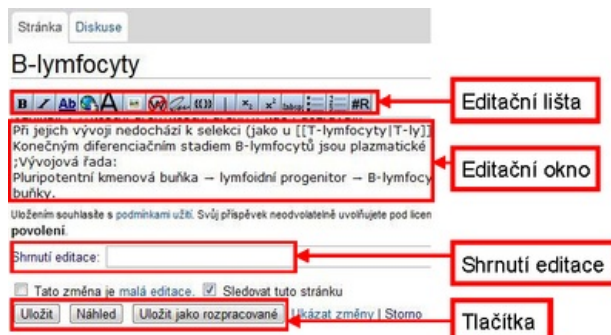 Stránka Diskuse
B-lymfocyty
B I Ab A x₂ x² #R
Editační lišta
Při jejich vývoji nedochází k selekci (jako u [[T-lymfocyty|T-ly]]
Konečným diferenciačním stadiem B-lymfocytů jsou plazmatické
;Vývojová řada:
Pluripotentní kmenová buňka → lymfoidní progenitor → B-lymfocy
buňky.
Editační okno
Uložením souhlasíte s podmínkami užití. Svůj příspěvek neodvolatelně uvolňujete pod licen
povolení.
Shrnutí editace:
Shrnutí editace
Tato změna je malá editace. Sledovat tuto stránku
Uložit Náhled Uložit jako rozpracované Ukázat změny | Storno
Tlačítka